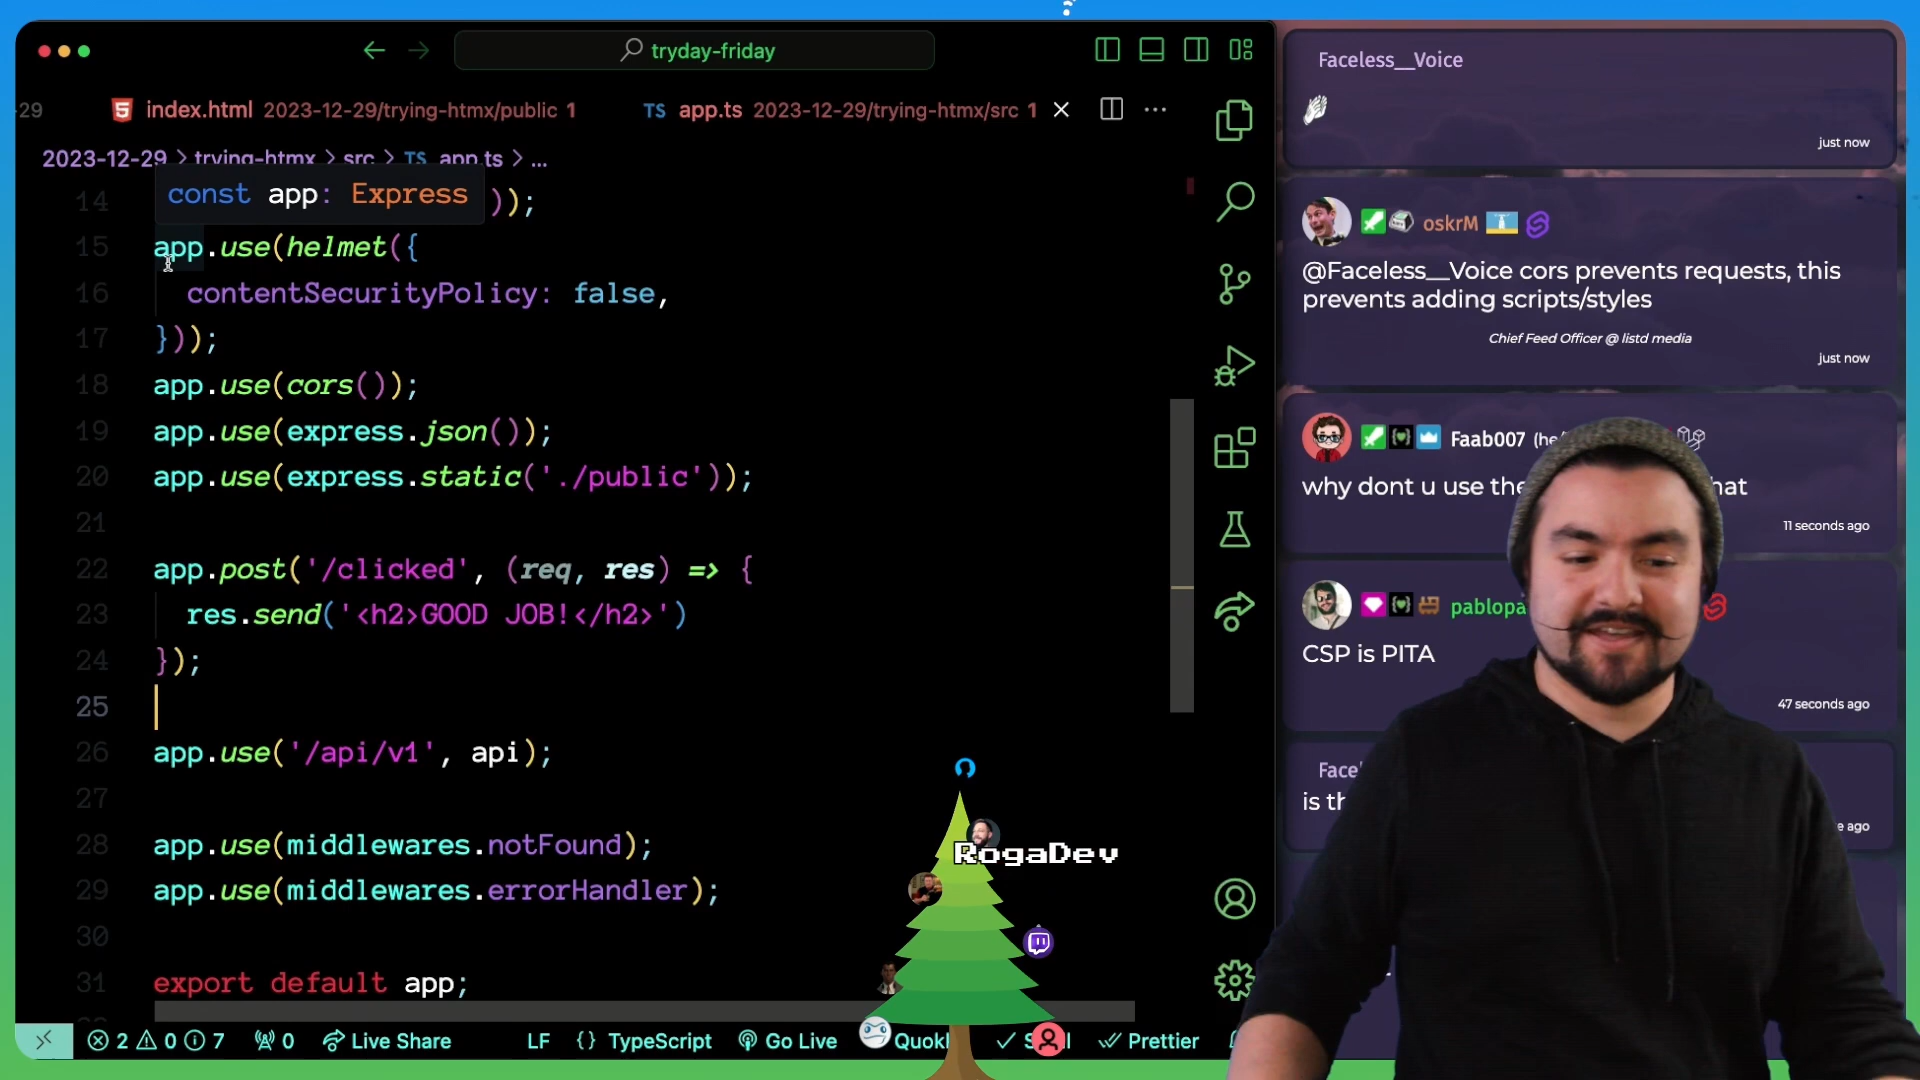 tryday-friday
-29
index.html 2023-12-29/trying-htmx/public 1
TS app.ts 2023-12-29/trying-htmx/src 1
2023-12-29 > trying-htmx > src > TS app.ts > ...
const app: Express
14 ));
15 app.use(helmet({
16 contentSecurityPolicy: false,
17 }));
18 app.use(cors());
19 app.use(express.json());
20 app.use(express.static('./public'));
21
22 app.post('/clicked', (req, res) => {
23 res.send('<h2>GOOD JOB!</h2>')
24 });
25
26 app.use('/api/v1', api);
27
28 app.use(middlewares.notFound);
29 app.use(middlewares.errorHandler);
30
31 export default app;
2 0 7 0 Live Share LF {} TypeScript Go Live Prettier
RogaDev
Faceless__Voice
just now
oskrM
@Faceless__Voice cors prevents requests, this
prevents adding scripts/styles
Chief Feed Officer @ listd media
just now
Faab007
why dont u use
11 seconds ago
CSP is PITA
47 seconds ago
ago